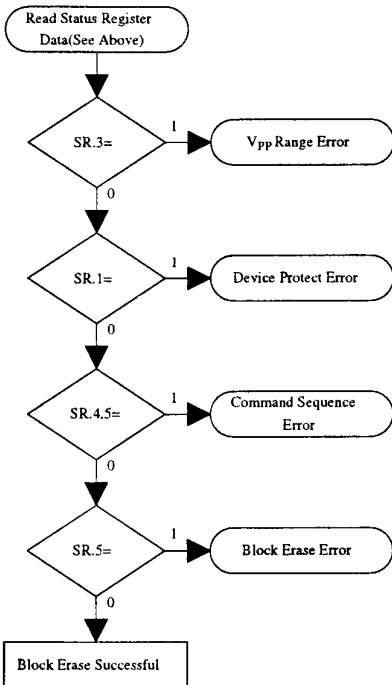 Read Status Register
Data(See Above)
SR.3=
1
VPP Range Error
0
SR.1=
1
Device Protect Error
0
SR.4.5=
1
Command Sequence
Error
0
SR.5=
1
Block Erase Error
0
Block Erase Successful